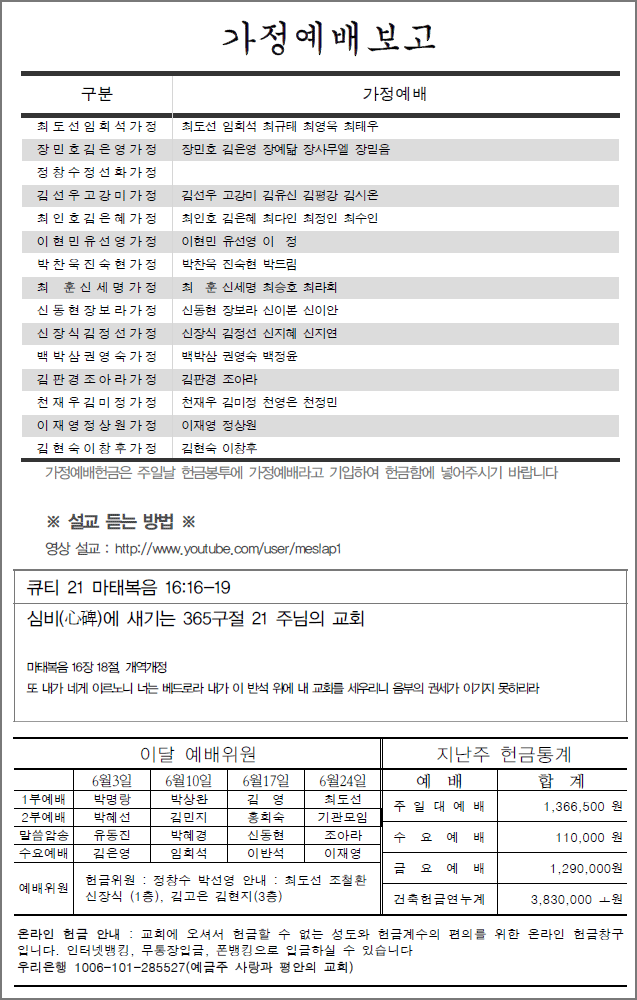 가정예배 보고
구분 가정예배
최도선임회석가정 최도선 임회석 최규태 최영욱 최태우
장민호김은영가정 장민호 김은영 장예닮 장사무엘 장믿음
정창수정선화가정
김선우고강미가정 김선우 고강미 김유신 김평강 김시온
최인호김은혜가정 최인호 김은혜 최다인 최정인 최수인
이현민유선영가정 이현민 유선영 이 정
박찬욱진숙현가정 박찬욱 진숙현 박드림
최 훈신세명가정 최 훈 신세명 최승호 최라회
신동현장보라가정 신동현 장보라 신이본 신이안
신장식김정선가정 신장식 김정선 신지혜 신지연
백박삼권영숙가정 백박삼 권영숙 백정윤
김판경조아라가정 김판경 조아라
천재우김미정가정 천재우 김미정 천영은 천정민
이재영정상원가정 이재영 정상원
김현숙이창후가정 김현숙 이창후
가정예배헌금은 주일날 헌금봉투에 가정예배라고 기입하여 헌금함에 넣어주시기 바랍니다
※ 설교 듣는 방법 ※
영상 설교 : http://www.youtube.com/user/meslap1
큐티 21 마태복음 16:16-19
심비(心碑)에 새기는 365구절 21 주님의 교회
마태복음 16장 18절, 개역개정
또 내가 네게 이르노니 너는 베드로라 내가 이 반석 위에 내 교회를 세우리니 음부의 권세가 이기지 못하리라
이달 예배위원
6월3일 6월10일 6월17일 6월24일
1부예배 박명랑 박상완 김 영 최도선
2부예배 박혜선 김민지 홍회숙 기관모임
말씀암송 유동진 박혜경 신동현 조아라
수요예배 김은영 임회석 이반석 이재영
예배위원 헌금위원 : 정창수 박선영 안내 : 최도선 조철환
신장식 (1층), 김고은 김현지(3층)
지난주 헌금통계
예 배 합 계
주일대예배 1,366,500 원
수 요 예 배 110,000 원
금 요 예 배 1,290,000원
건축헌금연누계 3,830,000 ㅗ원
온라인 헌금 안내 : 교회에 오셔서 헌금할 수 없는 성도와 헌금계수의 편의를 위한 온라인 헌금창구
입니다. 인터넷뱅킹, 무통장입금, 폰뱅킹으로 입금하실 수 있습니다
우리은행 1006-101-285527(예금주 사랑과 평안의 교회)